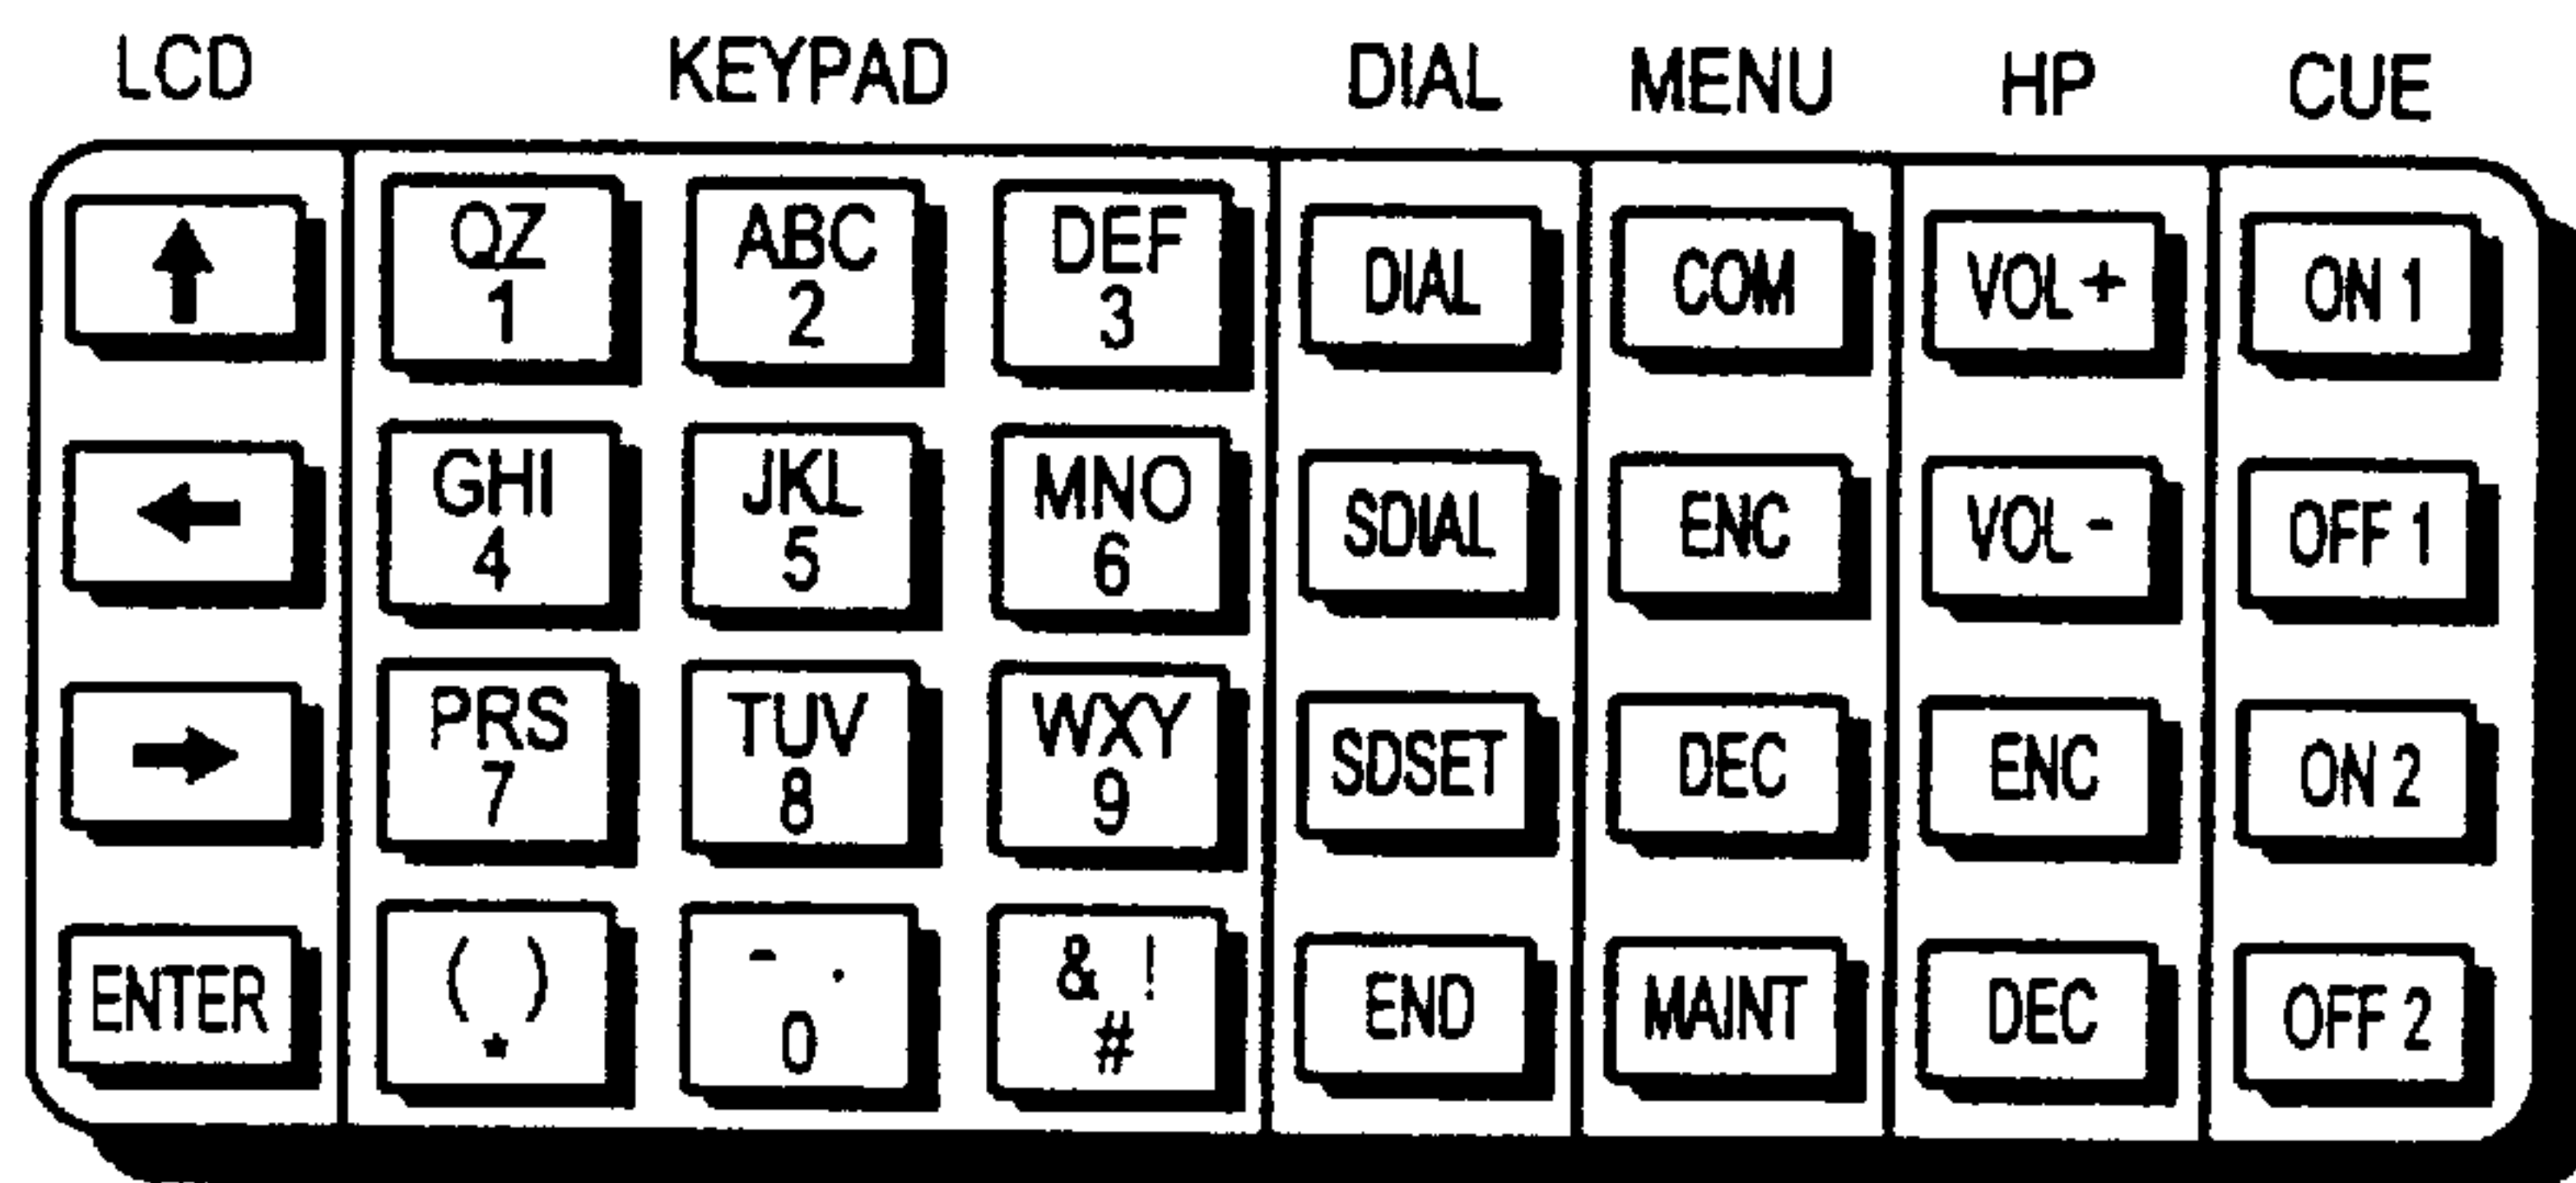 LCD KEYPAD DIAL MENU HP CUE
↑ QZ ABC DEF DIAL COM VOL + ON 1
1 2 3
← GHI JKL MNO SDIAL ENC VOL - OFF 1
4 5 6
→ PRS TUV WXY SDSET DEC ENC ON 2
7 8 9
ENTER ( ) - . & ! END MAINT DEC OFF 2
* 0 #